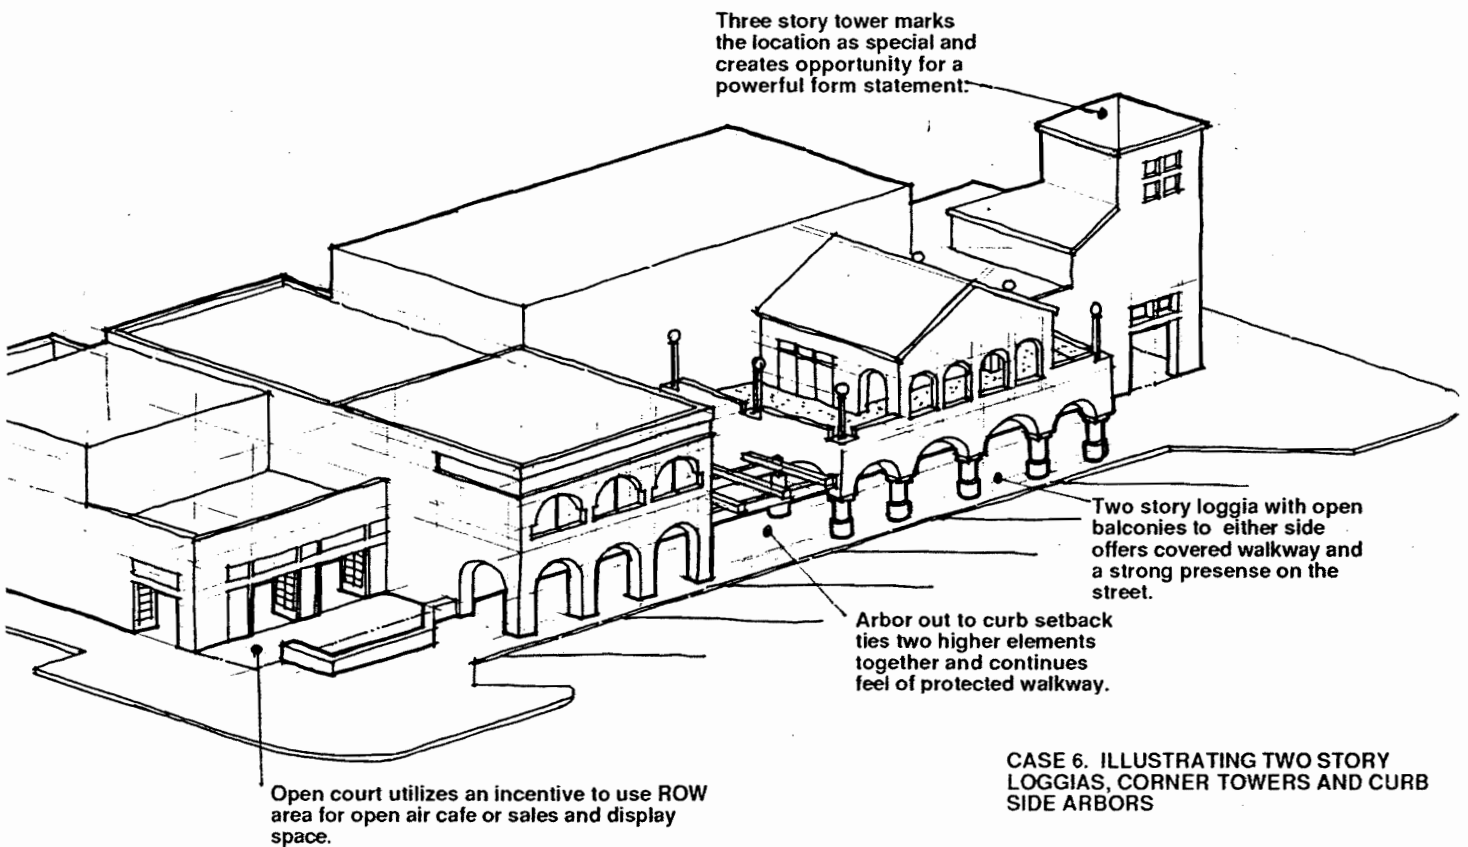 Three story tower marks
the location as special and
creates opportunity for a
powerful form statement.
Two story loggia with open
balconies to either side
offers covered walkway and
a strong presense on the
street.
Arbor out to curb setback
ties two higher elements
together and continues
feel of protected walkway.
CASE 6. ILLUSTRATING TWO STORY
LOGGIAS, CORNER TOWERS AND CURB
SIDE ARBORS
Open court utilizes an incentive to use ROW
area for open air cafe or sales and display
space.